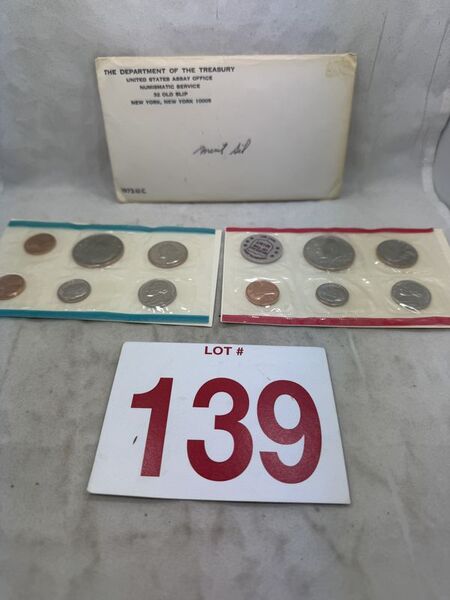 THE DEPARTMENT OF THE TREASURY
UNITED STATES ASSAY OFFICE
NUMISMATIC SERVICE
32 OLD SLIP
NEW YORK, NEW YORK 10005
LOT #
139